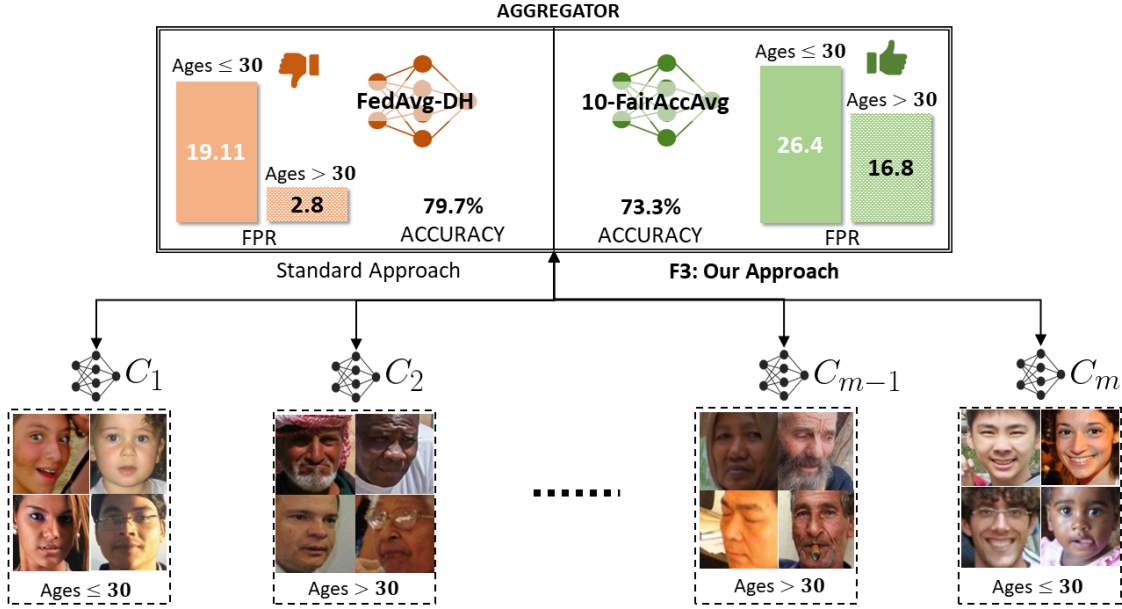 AGGREGATOR
Ages ≤ 30
FedAvg-DH
19.11
Ages > 30
2.8
FPR
79.7%
ACCURACY
10-FairAccAvg
73.3%
ACCURACY
Ages ≤ 30
Ages > 30
26.4
16.8
FPR
Standard Approach
F3: Our Approach
C₁
C₂
Cₘ₋₁
Cₘ
Ages ≤ 30
Ages > 30
Ages > 30
Ages ≤ 30